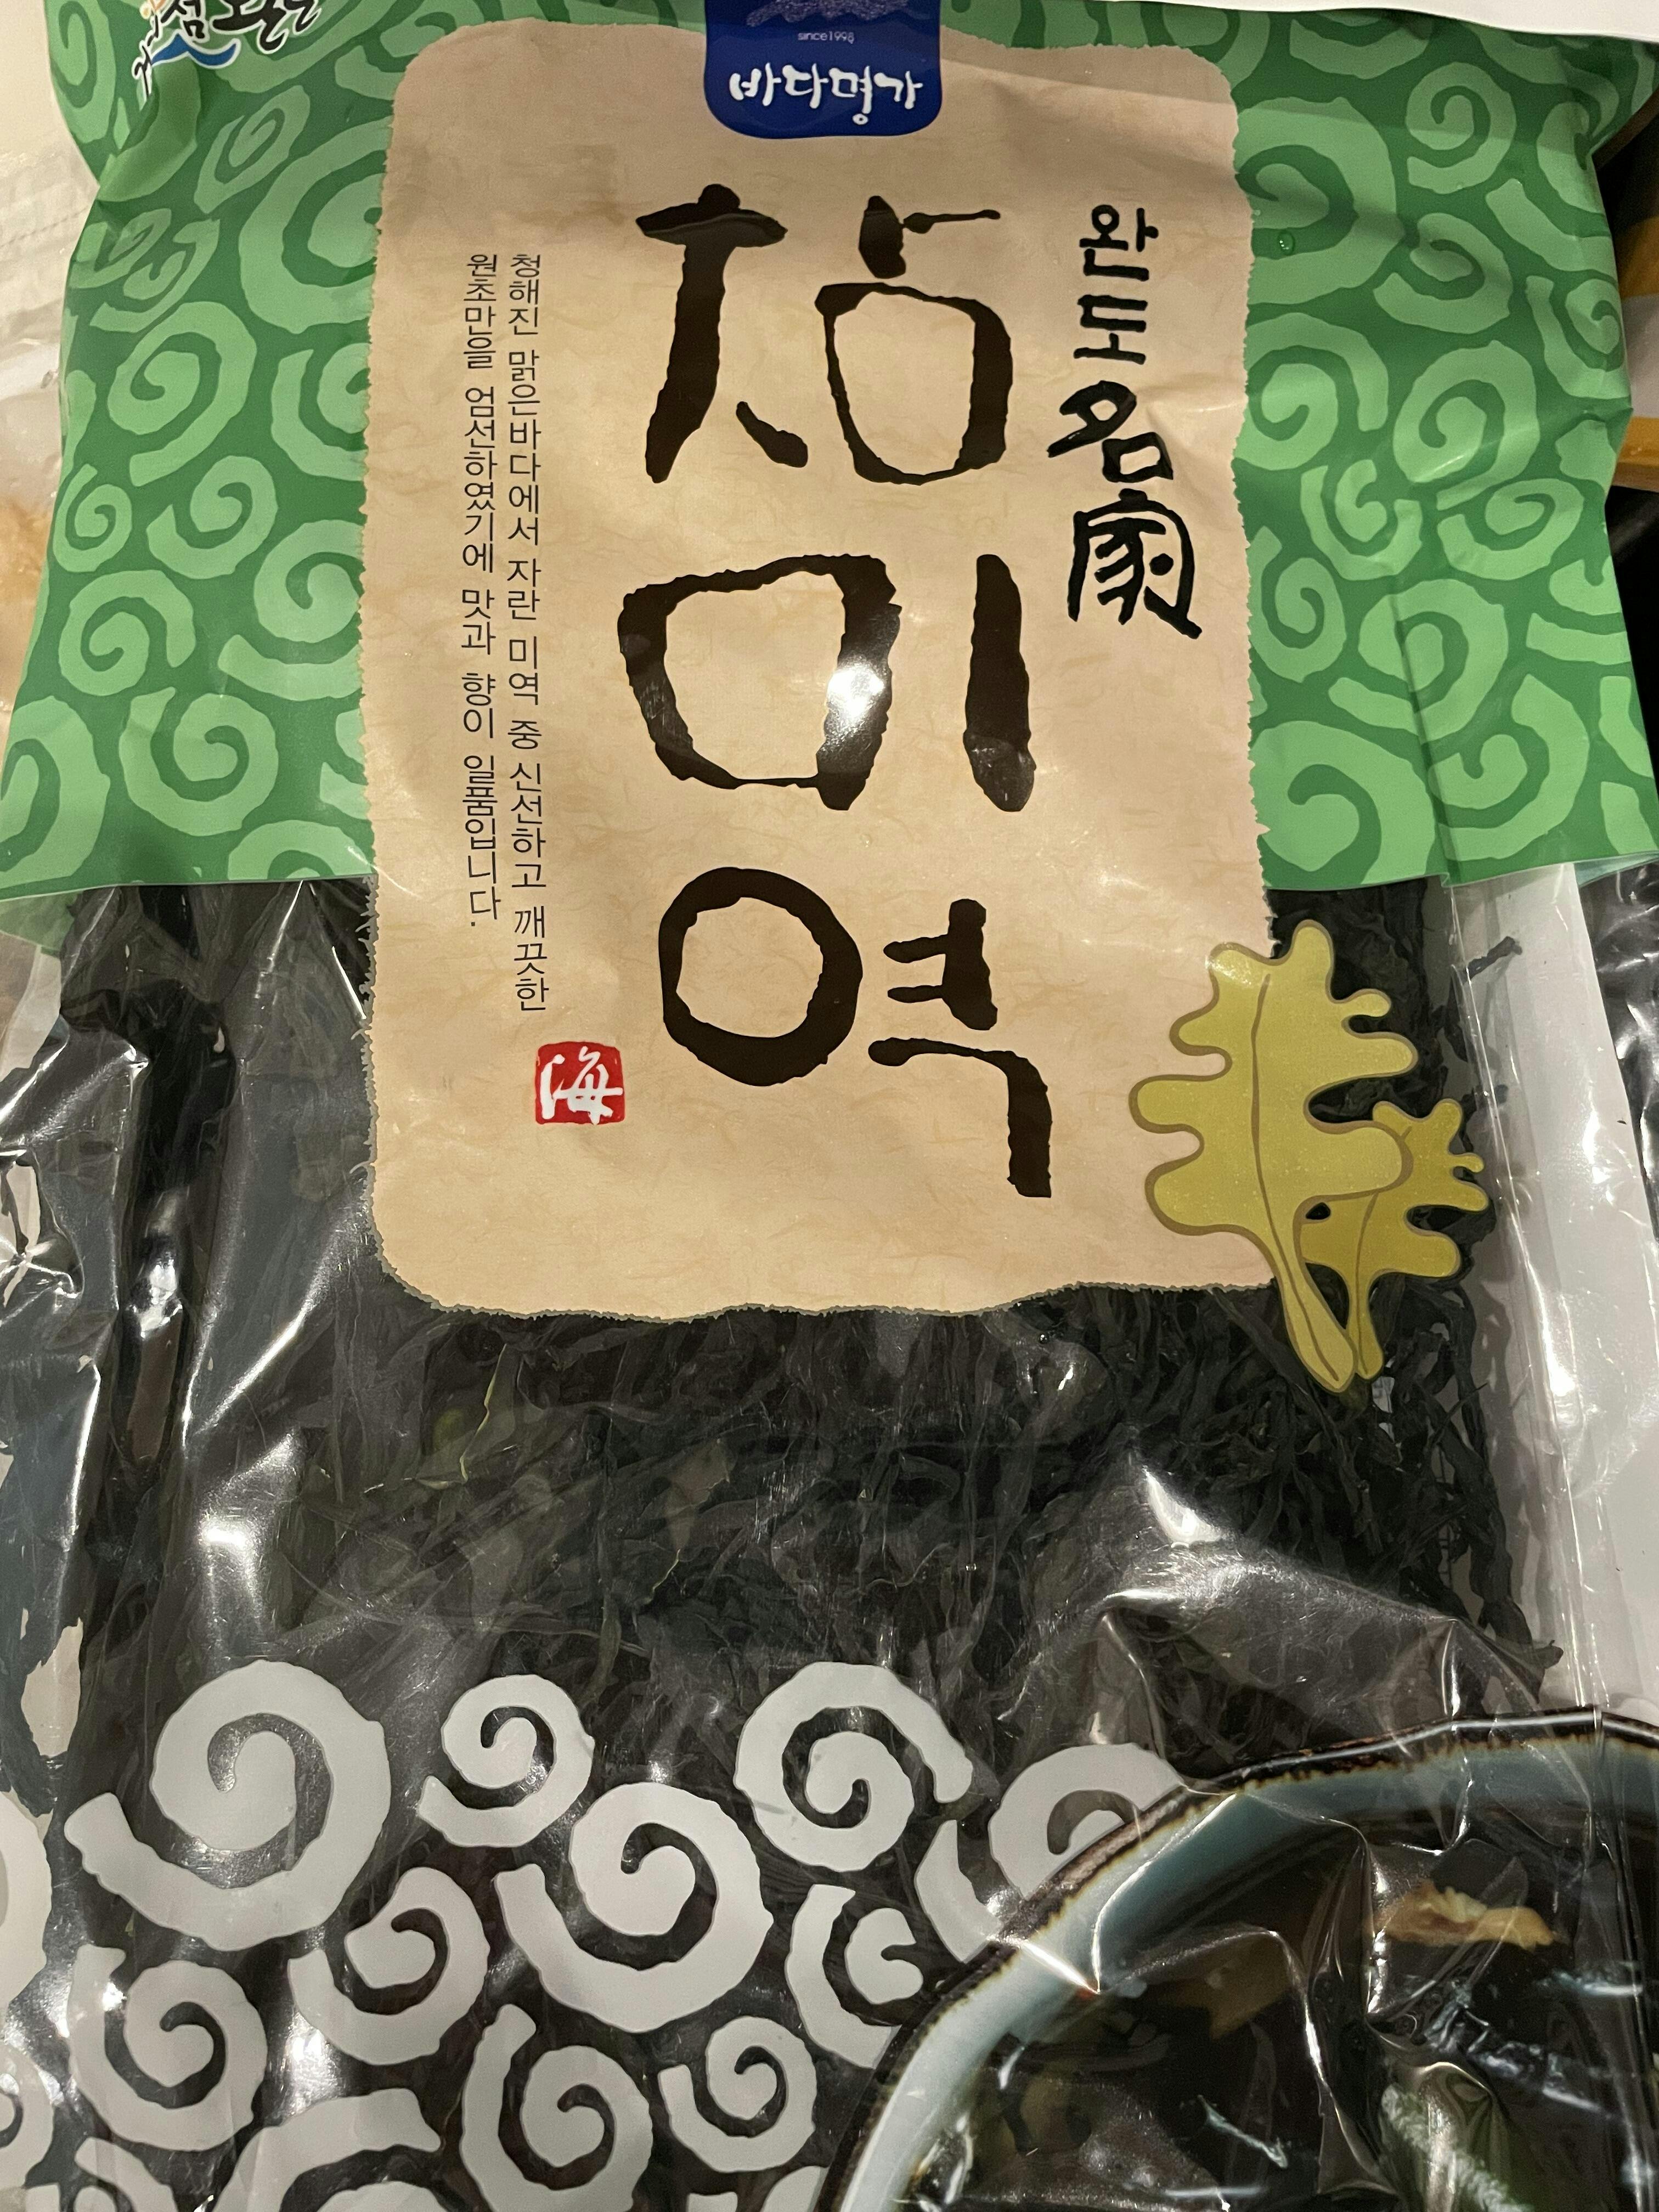 섬
since1998
바다명가
완도名家
참미역
청해진 맑은바다에서 자란 미역 중 신선하고 깨끗한
원초만을 엄선하였기에 맛과 향이 일품입니다.
海